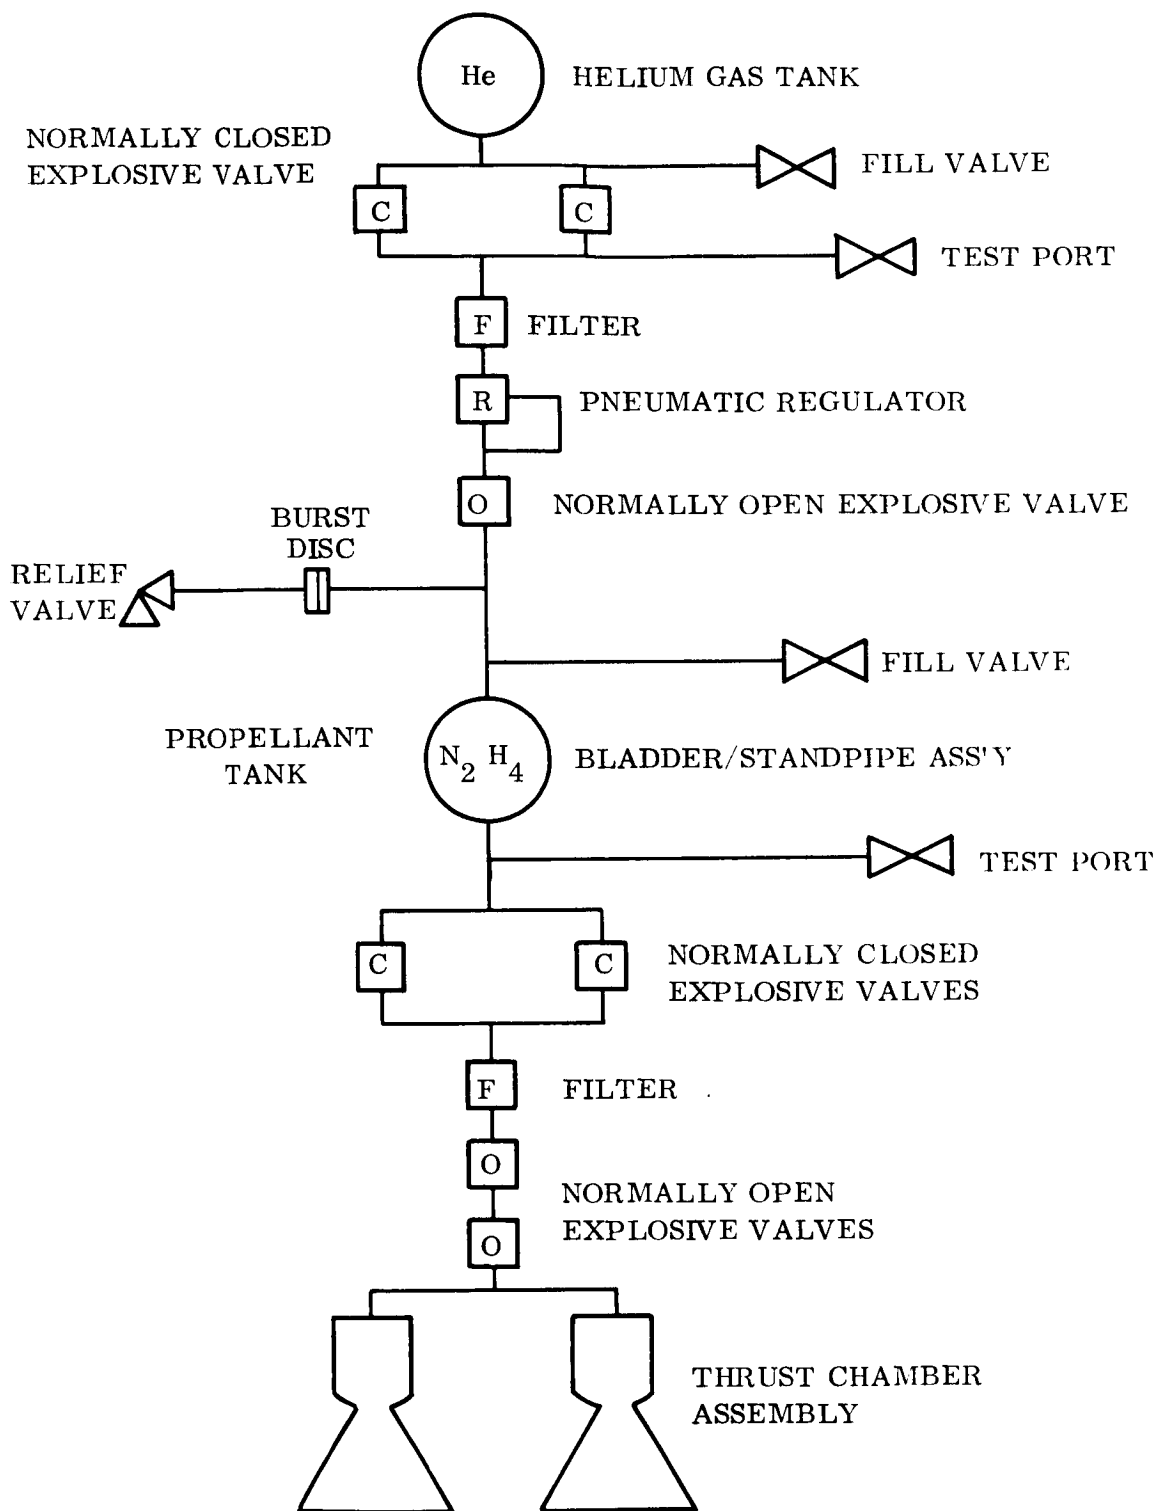 He
HELIUM GAS TANK
NORMALLY CLOSED
EXPLOSIVE VALVE
FILL VALVE
C
C
TEST PORT
F
FILTER
R
PNEUMATIC REGULATOR
O
NORMALLY OPEN EXPLOSIVE VALVE
BURST
DISC
RELIEF
VALVE
FILL VALVE
PROPELLANT
TANK
N2 H4
BLADDER/STANDPIPE ASS'Y
TEST PORT
C
C
NORMALLY CLOSED
EXPLOSIVE VALVES
F
FILTER
O
O
NORMALLY OPEN
EXPLOSIVE VALVES
THRUST CHAMBER
ASSEMBLY